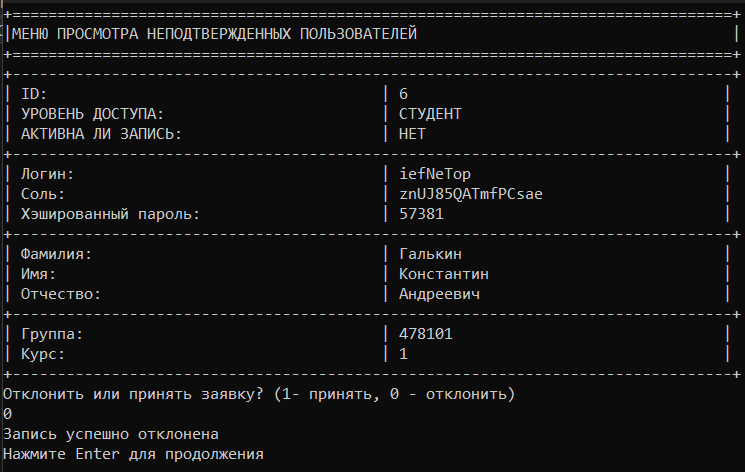 +================================================================================+
|МЕНЮ ПРОСМОТРА НЕПОДТВЕРЖДЕННЫХ ПОЛЬЗОВАТЕЛЕЙ |
+================================================================================+
+--------------------------------------------------------------------------------+
| ID: | 6 |
| УРОВЕНЬ ДОСТУПА: | СТУДЕНТ |
| АКТИВНА ЛИ ЗАПИСЬ: | НЕТ |
+--------------------------------------------------------------------------------+
| Логин: | iefNeTop |
| Соль: | znUJ85QATmfPCsae |
| Хэшированный пароль: | 57381 |
+--------------------------------------------------------------------------------+
| Фамилия: | Галькин |
| Имя: | Константин |
| Отчество: | Андреевич |
+--------------------------------------------------------------------------------+
| Группа: | 478101 |
| Курс: | 1 |
+--------------------------------------------------------------------------------+
Отклонить или принять заявку? (1- принять, 0 - отклонить)
0
Запись успешно отклонена
Нажмите Enter для продолжения